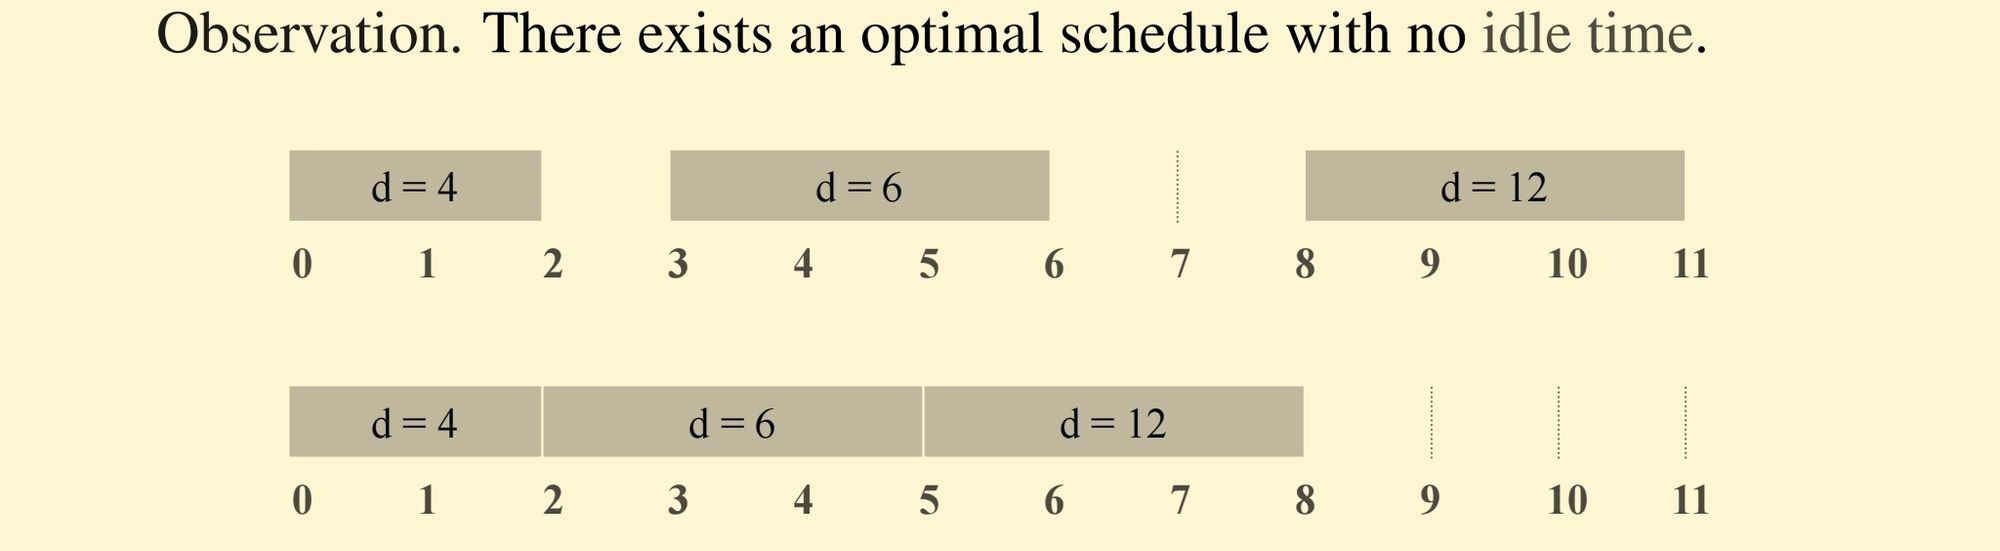 Observation. There exists an optimal schedule with no idle time.
d = 4 d = 6 d = 12
0 1 2 3 4 5 6 7 8 9 10 11
d = 4 d = 6 d = 12
0 1 2 3 4 5 6 7 8 9 10 11